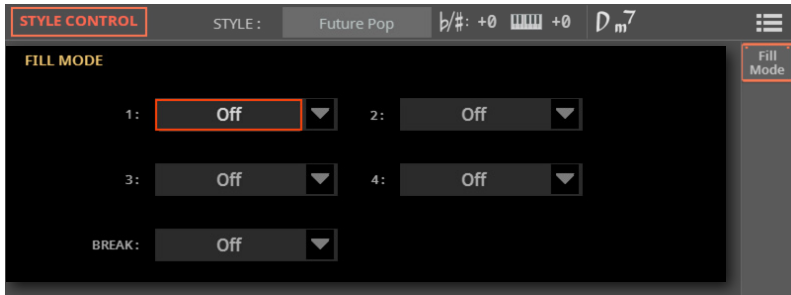 STYLE CONTROL STYLE : Future Pop ♭/♯: +0 +0 Dm7
FILL MODE
Fill
Mode
1: Off 2: Off
3: Off 4: Off
BREAK: Off